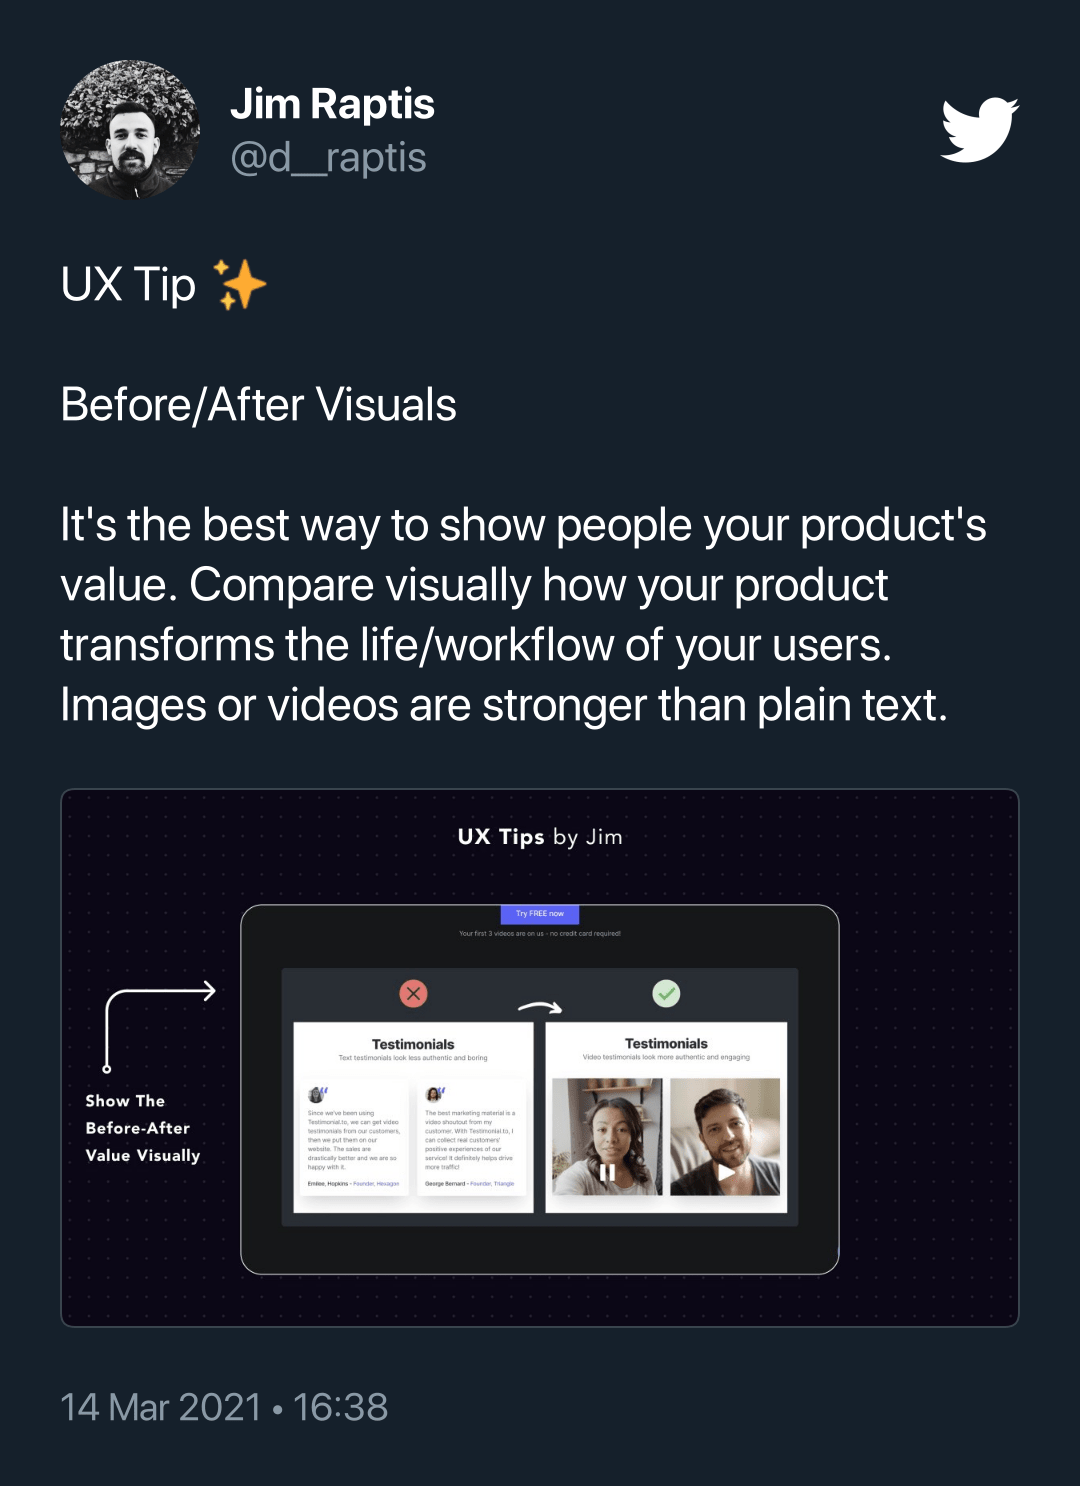 Jim Raptis
@d__raptis
UX Tip ✨
Before/After Visuals
It's the best way to show people your product's
value. Compare visually how your product
transforms the life/workflow of your users.
Images or videos are stronger than plain text.
UX Tips by Jim
Try FREE now
Your first 3 videos are on us - no credit card required!
Show The
Before-After
Value Visually
Testimonials
Text testimonials look less authentic and boring
Since we've been using
Testimonial.to, we can get video
testimonials from our customers,
then we put them on our
website. The sales are
drastically better and we are so
happy with it.
Emilee, Hopkins - Founder, Hexagon
The best marketing material is a
video shoutout from my
customer. With Testimonial.to, I
can collect real customers'
positive experiences of our
service! It definitely helps drive
more traffic!
George Bernard - Founder, Triangle
Testimonials
Video testimonials look more authentic and engaging
14 Mar 2021 • 16:38